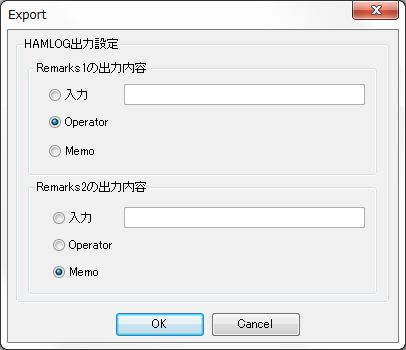 Export
HAMLOG出力設定
Remarks1の出力内容
入力
Operator
Memo
Remarks2の出力内容
入力
Operator
Memo
OK
Cancel